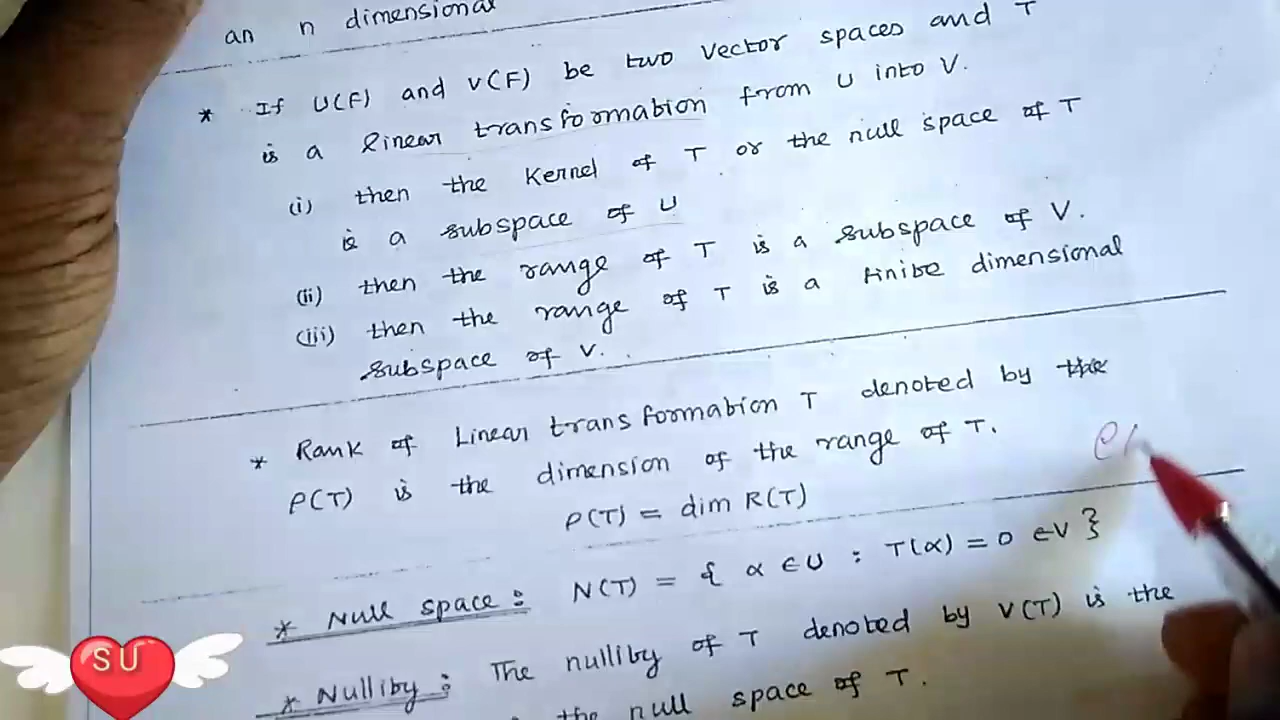 an n dimensional
* If U(F) and V(F) be two vector spaces and T
is a linear transformation from U into V.
(i) then the Kernel of T or the null space of T
is a subspace of U
(ii) then the range of T is a subspace of V.
(iii) then the range of T is a finite dimensional
subspace of V.
* Rank of Linear transformation T denoted by the
ρ(T) is the dimension of the range of T.
ρ(T) = dim R(T)
* Null space: N(T) = { α ∈ U : T(α) = 0 ∈ V }
* Nullity: The nullity of T denoted by ν(T) is the
the null space of T.
SU